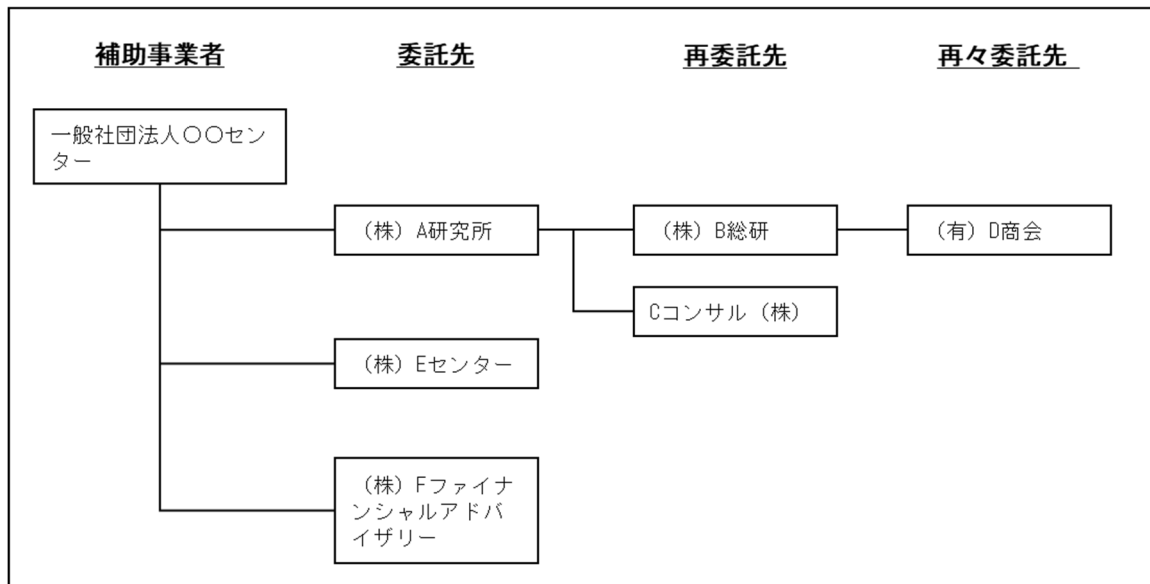 補助事業者
委託先
再委託先
再々委託先
一般社団法人〇〇セン
ター
（株）A研究所
（株）B総研
（有）D商会
Cコンサル（株）
（株）Eセンター
（株）Fファイナ
ンシャルアドバ
イザリー